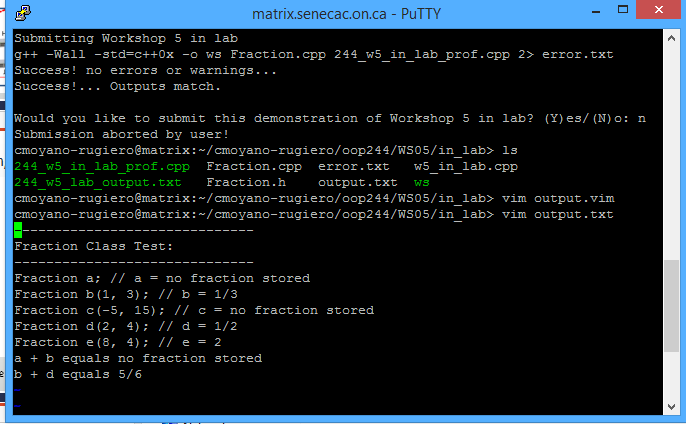 matrix.senecac.on.ca - PuTTY
Submitting Workshop 5 in lab
g++ -Wall -std=c++0x -o ws Fraction.cpp 244_w5_in_lab_prof.cpp 2> error.txt
Success! no errors or warnings...
Success!... Outputs match.
Would you like to submit this demonstration of Workshop 5 in lab? (Y)es/(N)o: n
Submission aborted by user!
cmoyano-rugiero@matrix:~/cmoyano-rugiero/oop244/WS05/in_lab> ls
244_w5_in_lab_prof.cpp  Fraction.cpp  error.txt   w5_in_lab.cpp
244_w5_lab_output.txt   Fraction.h    output.txt  ws
cmoyano-rugiero@matrix:~/cmoyano-rugiero/oop244/WS05/in_lab> vim output.vim
cmoyano-rugiero@matrix:~/cmoyano-rugiero/oop244/WS05/in_lab> vim output.txt
------------------------------
Fraction Class Test:
------------------------------
Fraction a; // a = no fraction stored
Fraction b(1, 3); // b = 1/3
Fraction c(-5, 15); // c = no fraction stored
Fraction d(2, 4); // d = 1/2
Fraction e(8, 4); // e = 2
a + b equals no fraction stored
b + d equals 5/6
~
~